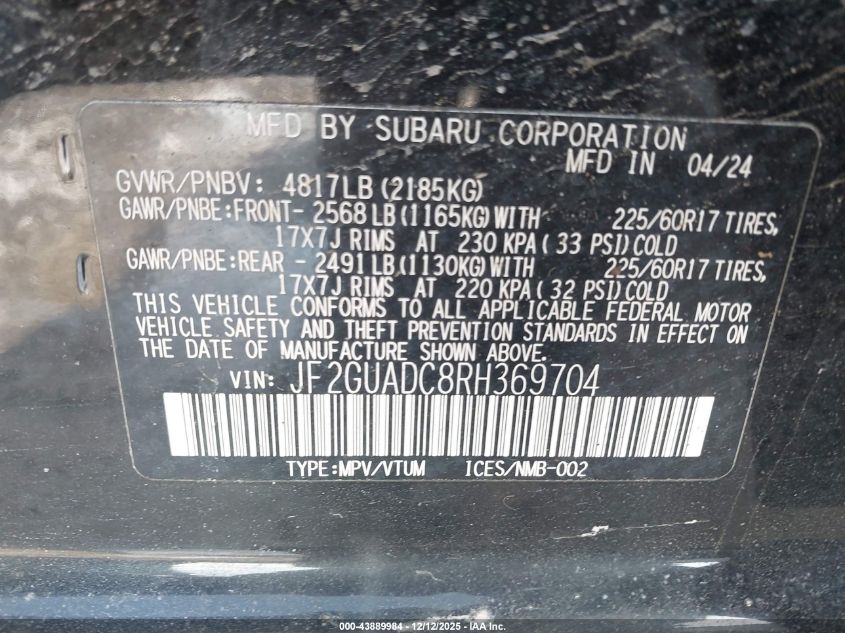 MFD BY SUBARU CORPORATION
MFD IN 04/24
GVWR/PNBV: 4817LB (2185KG)
GAWR/PNBE:FRONT- 2568 LB (1165KG) WITH 225/60R17 TIRES,
17X7J RIMS AT 230 KPA ( 33 PSI) COLD
GAWR/PNBE:REAR - 2491 LB (1130KG) WITH 225/60R17 TIRES,
17X7J RIMS AT 220 KPA ( 32 PSI) COLD
THIS VEHICLE CONFORMS TO ALL APPLICABLE FEDERAL MOTOR
VEHICLE SAFETY AND THEFT PREVENTION STANDARDS IN EFFECT ON
THE DATE OF MANUFACTURE SHOWN ABOVE.
VIN: JF2GUADC8RH369704
TYPE:MPV/VTUM ICES/NMB-002
000-43889984 - 12/12/2025 - IAAI.COM